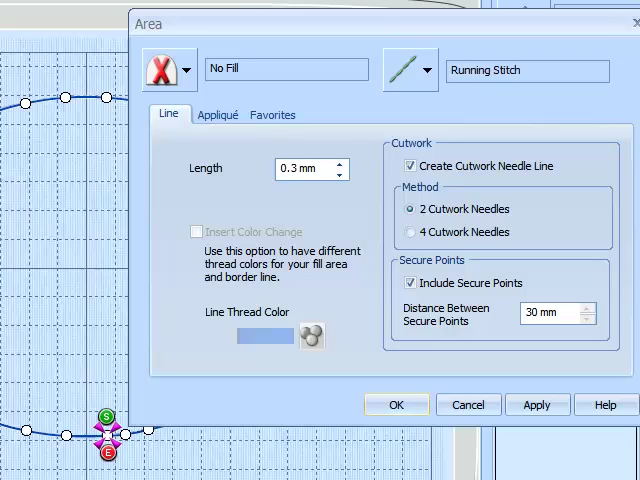 Area
No Fill
Running Stitch
Line
Appliqué
Favorites
Length
0.3 mm
Insert Color Change
Use this option to have different
thread colors for your fill area
and border line.
Line Thread Color
Cutwork
Create Cutwork Needle Line
Method
2 Cutwork Needles
4 Cutwork Needles
Secure Points
Include Secure Points
Distance Between
Secure Points
30 mm
OK
Cancel
Apply
Help
S
E